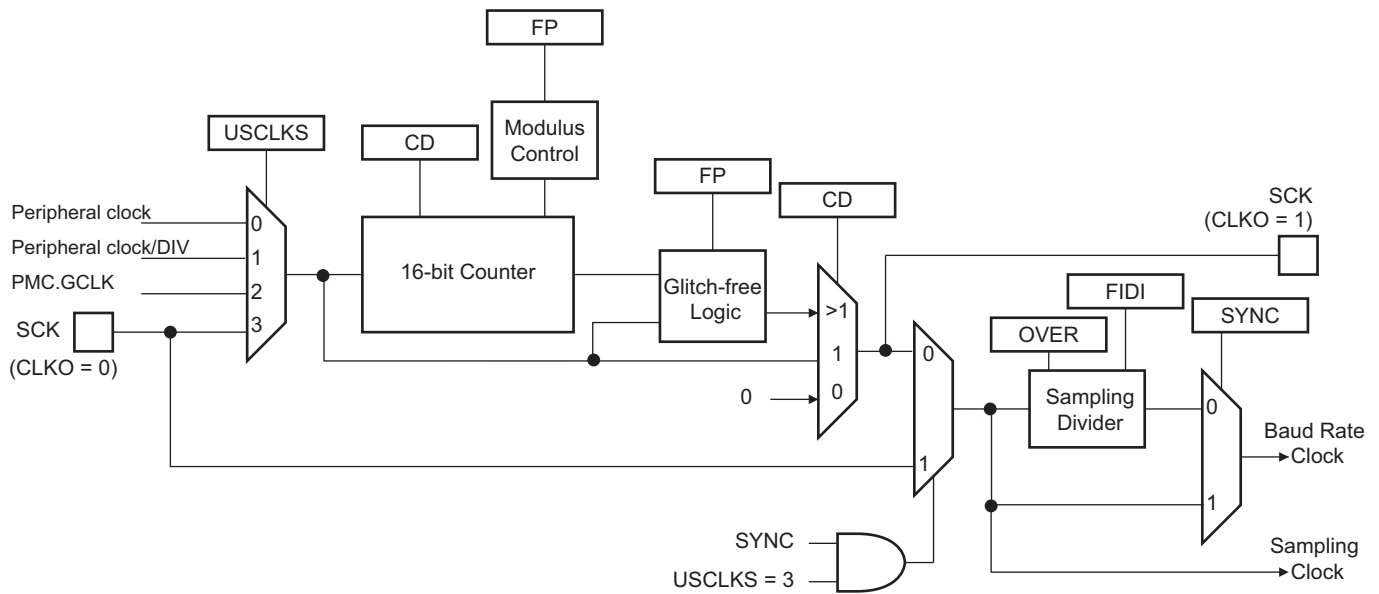 FP
Modulus
Control
USCLKS
CD
FP
CD
SCK
(CLKO = 1)
Peripheral clock
0
Peripheral clock/DIV
1
PMC.GCLK
2
SCK
3
(CLKO = 0)
16-bit Counter
Glitch-free
Logic
>1
1
0
0
0
1
FIDI
OVER
SYNC
Sampling
Divider
0
1
Baud Rate
Clock
Sampling
Clock
SYNC
USCLKS = 3